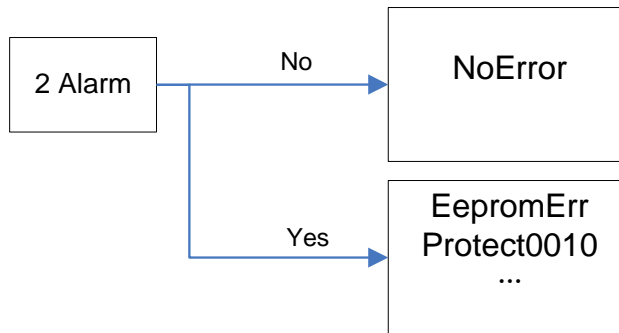 2 Alarm
No
NoError
Yes
EepromErr
Protect0010
...